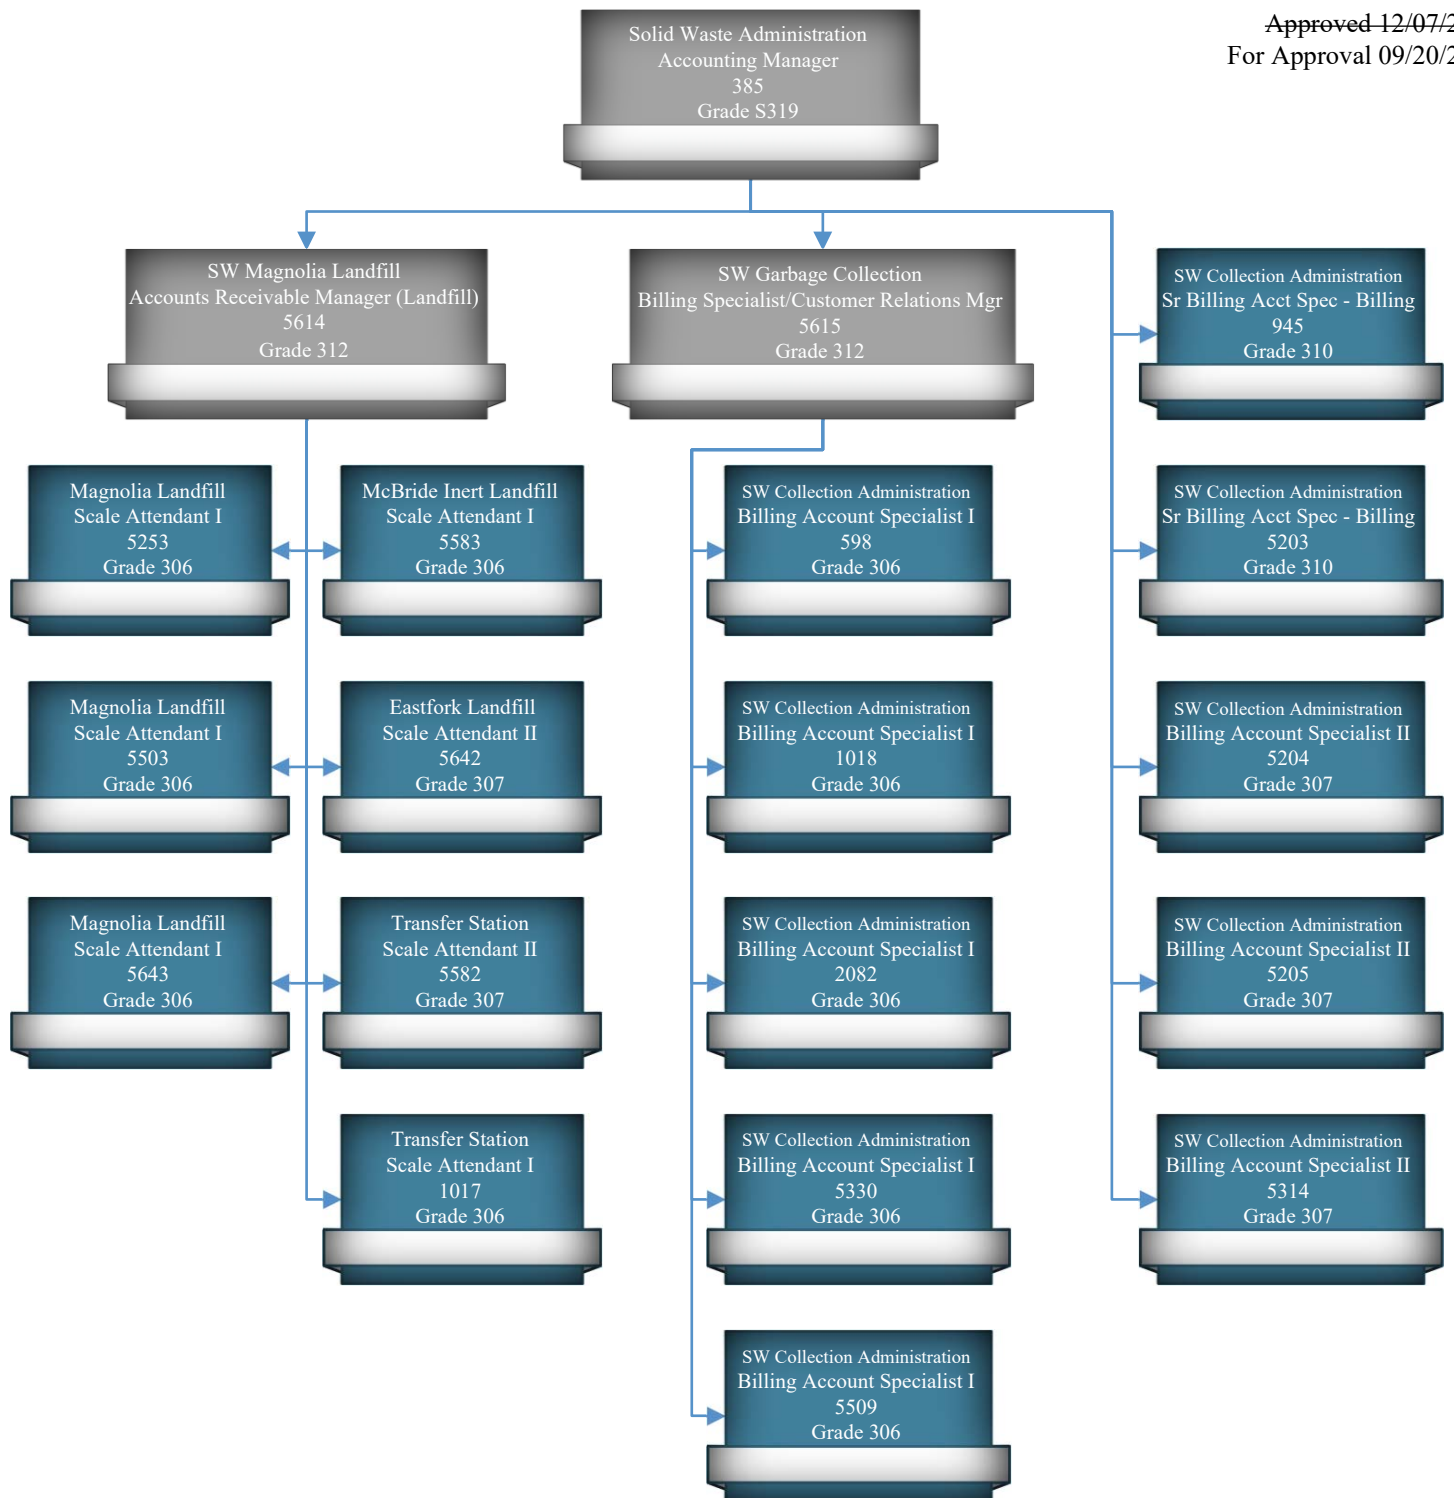 Approved 12/07/2
For Approval 09/20/2
Solid Waste Administration
Accounting Manager
385
Grade S319
SW Magnolia Landfill
Accounts Receivable Manager (Landfill)
5614
Grade 312
SW Garbage Collection
Billing Specialist/Customer Relations Mgr
5615
Grade 312
SW Collection Administration
Sr Billing Acct Spec - Billing
945
Grade 310
Magnolia Landfill
Scale Attendant I
5253
Grade 306
McBride Inert Landfill
Scale Attendant I
5583
Grade 306
SW Collection Administration
Billing Account Specialist I
598
Grade 306
SW Collection Administration
Sr Billing Acct Spec - Billing
5203
Grade 310
Magnolia Landfill
Scale Attendant I
5503
Grade 306
Eastfork Landfill
Scale Attendant II
5642
Grade 307
SW Collection Administration
Billing Account Specialist I
1018
Grade 306
SW Collection Administration
Billing Account Specialist II
5204
Grade 307
Magnolia Landfill
Scale Attendant I
5643
Grade 306
Transfer Station
Scale Attendant II
5582
Grade 307
SW Collection Administration
Billing Account Specialist I
2082
Grade 306
SW Collection Administration
Billing Account Specialist II
5205
Grade 307
Transfer Station
Scale Attendant I
1017
Grade 306
SW Collection Administration
Billing Account Specialist I
5330
Grade 306
SW Collection Administration
Billing Account Specialist II
5314
Grade 307
SW Collection Administration
Billing Account Specialist I
5509
Grade 306